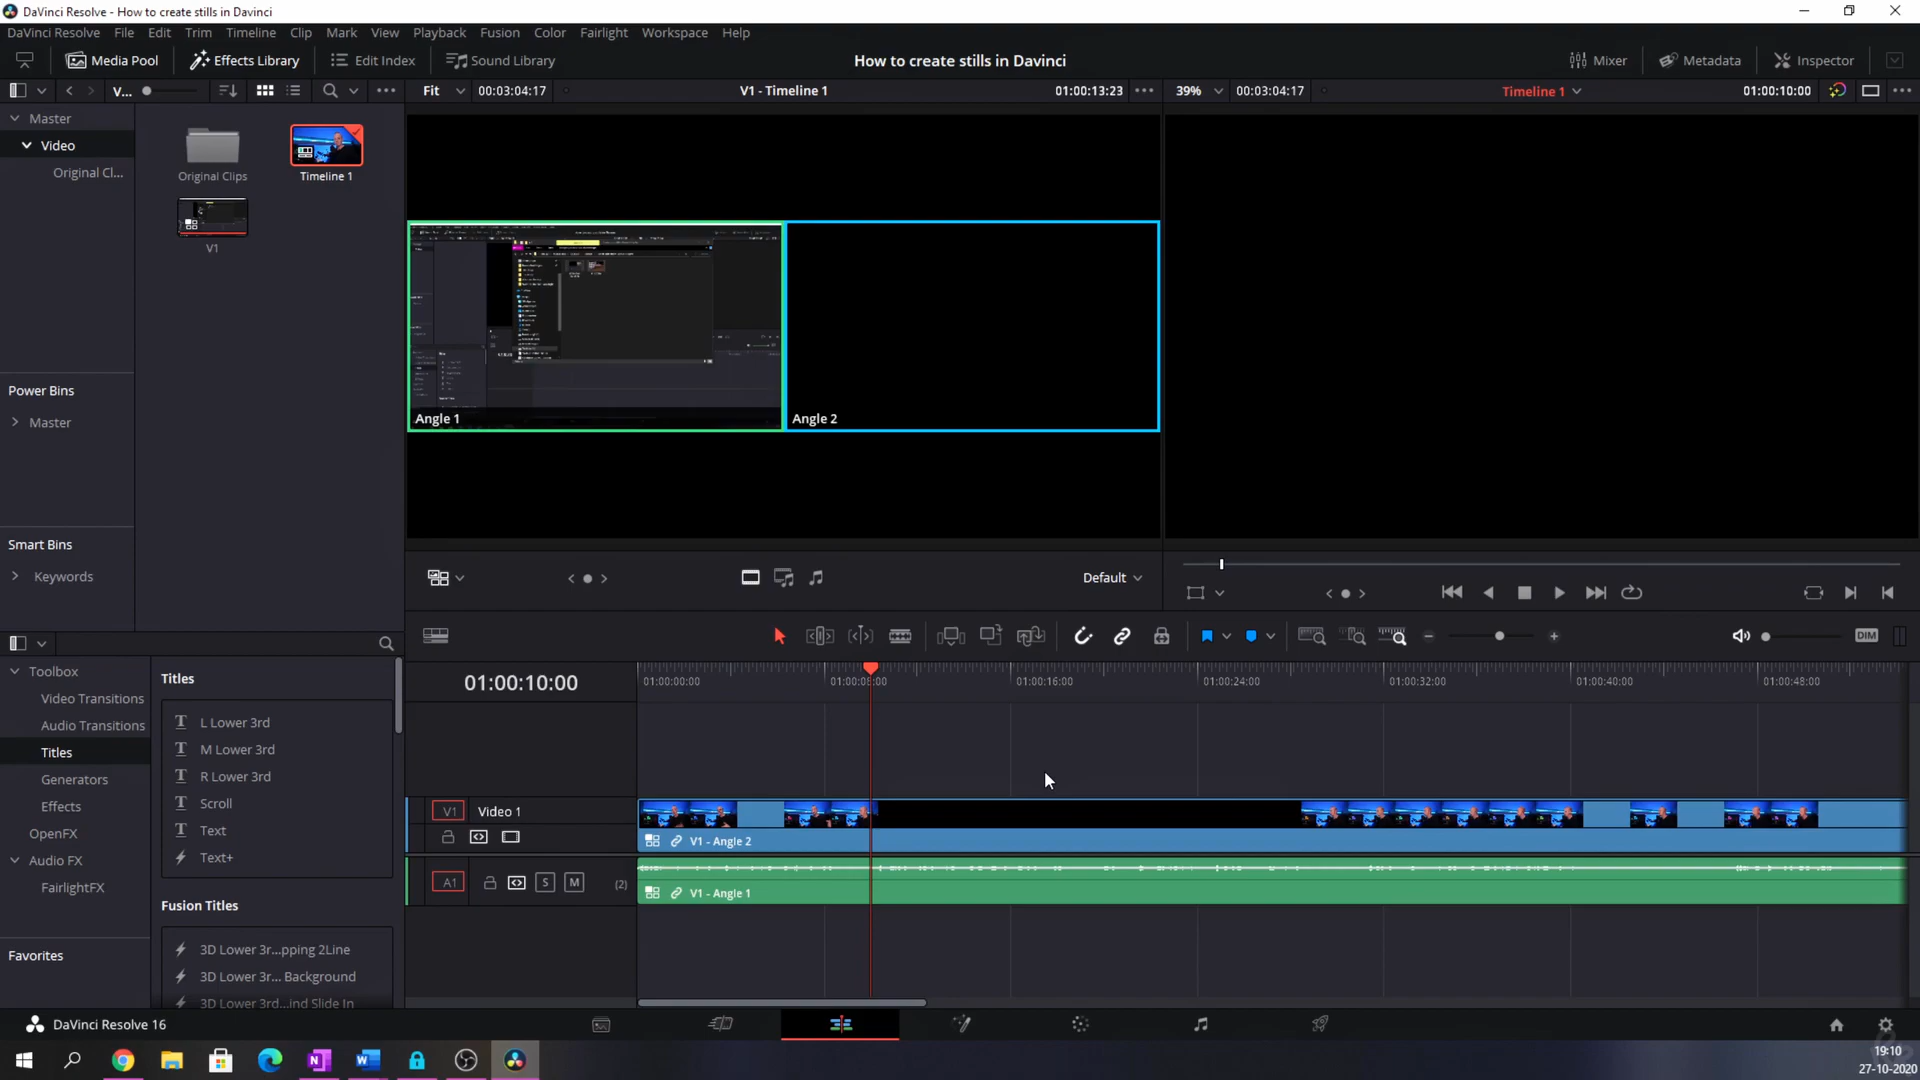 DaVinci Resolve - How to create stills in Davinci
DaVinci Resolve File Edit Trim Timeline Clip Mark View Playback Fusion Color Fairlight Workspace Help
Media Pool Effects Library Edit Index Sound Library How to create stills in Davinci Mixer Metadata Inspector
V... Fit 00:03:04:17 V1 - Timeline 1 01:00:13:23 39% 00:03:04:17 Timeline 1 01:00:10:00
Master
Video
Original Cl...
Original Clips
Timeline 1
V1
Power Bins
Master
Smart Bins
Keywords
Angle 1
Angle 2
Default
DIM
Toolbox
Video Transitions
Audio Transitions
Titles
Generators
Effects
OpenFX
Audio FX
FairlightFX
Favorites
Titles
L Lower 3rd
M Lower 3rd
R Lower 3rd
Scroll
Text
Text+
Fusion Titles
3D Lower 3r...pping 2Line
3D Lower 3r... Background
3D Lower 3rd...ind Slide In
01:00:10:00
01:00:00:00 01:00:08:00 01:00:16:00 01:00:24:00 01:00:32:00 01:00:40:00 01:00:48:00
V1 Video 1
V1 - Angle 2
A1 S M (2)
V1 - Angle 1
DaVinci Resolve 16
19:10
27-10-2020